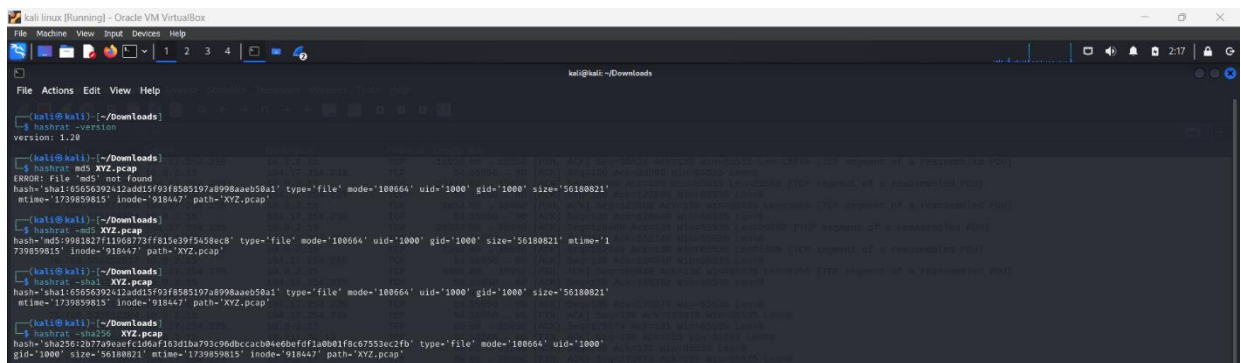 kali linux [Running] - Oracle VM VirtualBox
File Machine View Input Devices Help
1 2 3 4
2:17
kali@kali: ~/Downloads
File Actions Edit View Help
(kali㉿kali)-[~/Downloads]
$ hashrat -version
version: 1.20
(kali㉿kali)-[~/Downloads]
$ hashrat md5 XYZ.pcap
ERROR: File 'md5' not found
hash='sha1:65656392412add15f93f8585197a8998aaeb50a1' type='file' mode='100664' uid='1000' gid='1000' size='56180821'
mtime='1739859815' inode='918447' path='XYZ.pcap'
(kali㉿kali)-[~/Downloads]
$ hashrat -md5 XYZ.pcap
hash='md5:9981827f11968773ff815e39f5458ec8' type='file' mode='100664' uid='1000' gid='1000' size='56180821' mtime='1
739859815' inode='918447' path='XYZ.pcap'
(kali㉿kali)-[~/Downloads]
$ hashrat -sha1 XYZ.pcap
hash='sha1:65656392412add15f93f8585197a8998aaeb50a1' type='file' mode='100664' uid='1000' gid='1000' size='56180821'
mtime='1739859815' inode='918447' path='XYZ.pcap'
(kali㉿kali)-[~/Downloads]
$ hashrat -sha256 XYZ.pcap
hash='sha256:2b77a9eaefc1d6af163d1ba793c96dbccacb04e6befdf1a0b01f8c67553ec2fb' type='file' mode='100664' uid='1000'
gid='1000' size='56180821' mtime='1739859815' inode='918447' path='XYZ.pcap'